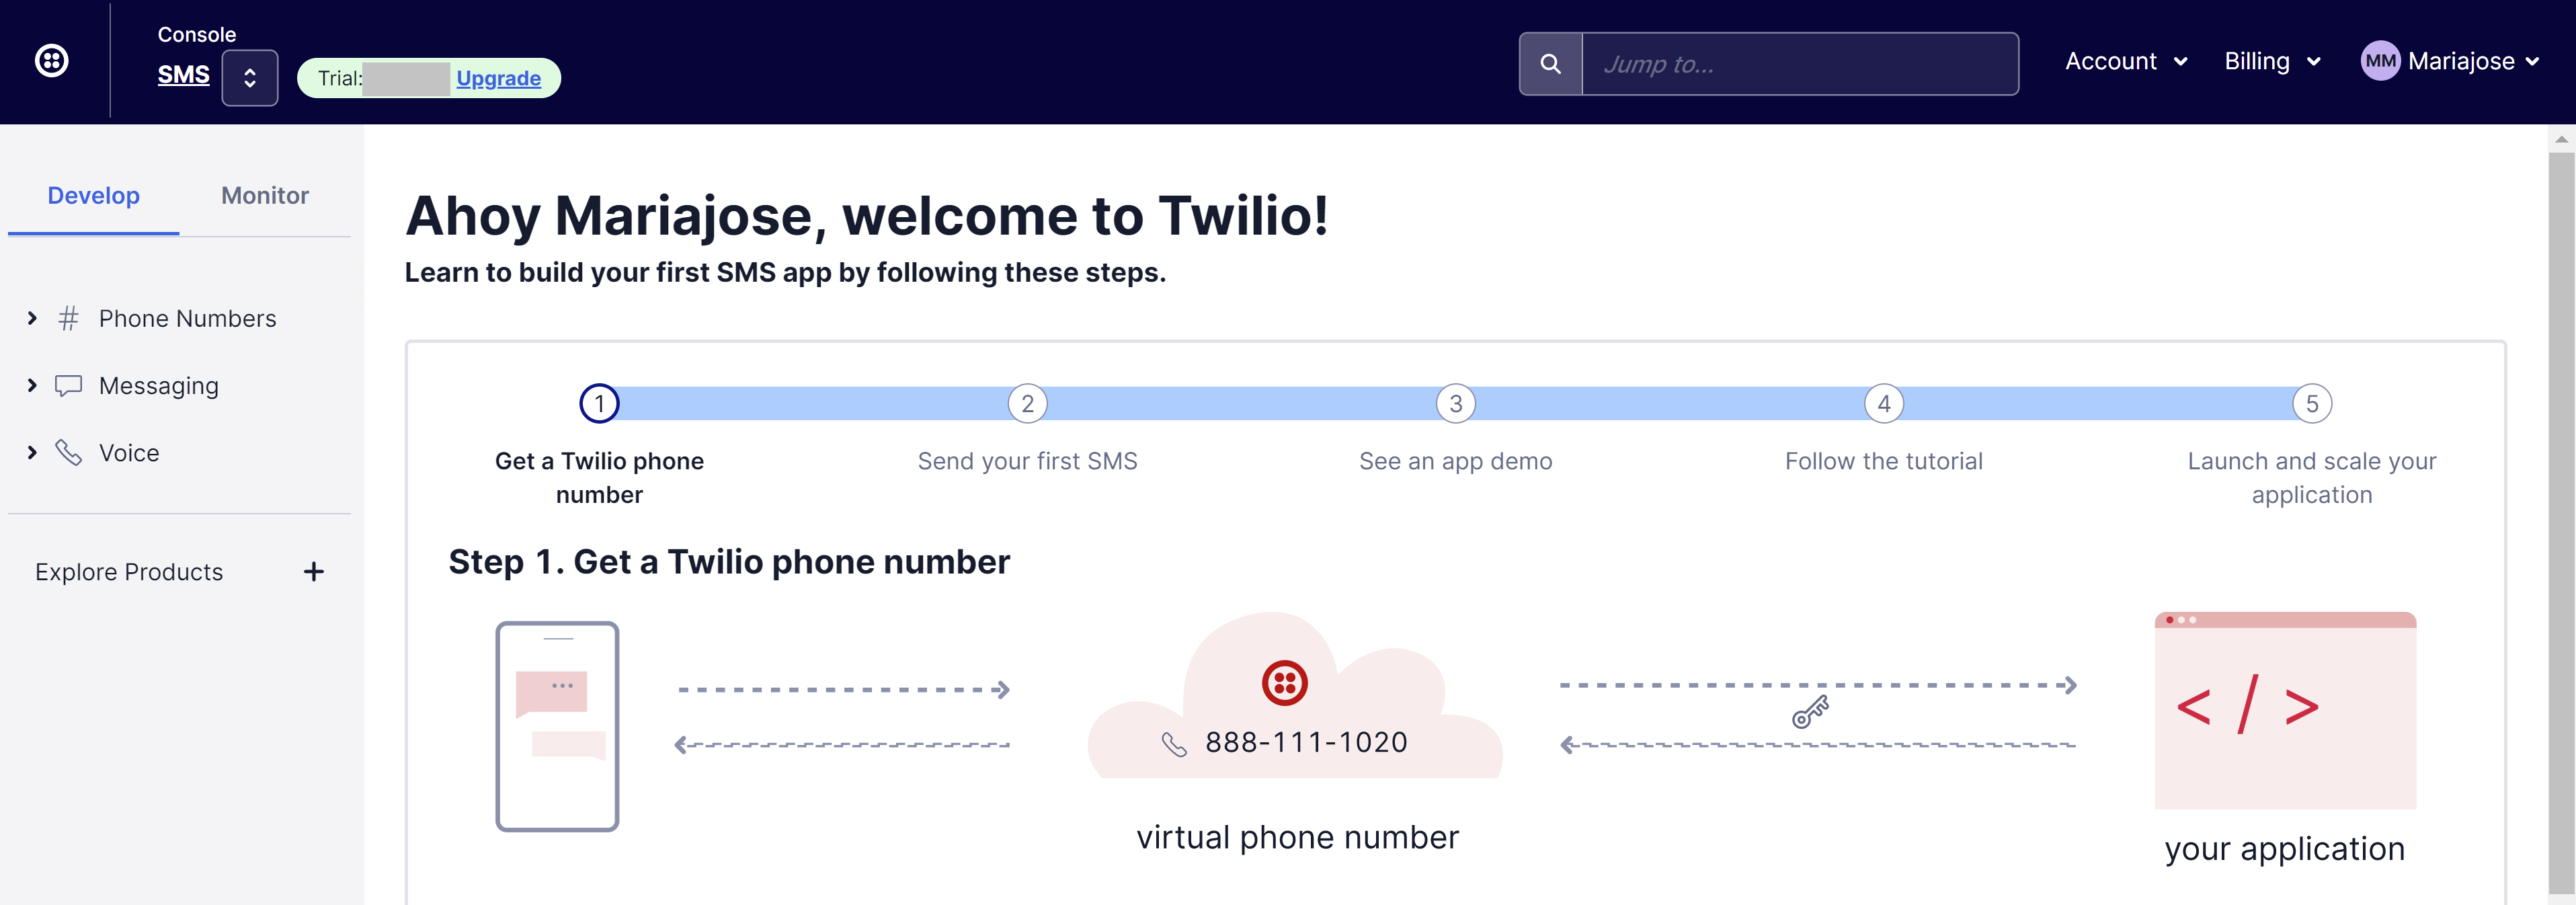 Console
SMS
Trial: Upgrade
Jump to...
Account
Billing
MM Mariajose
Develop
Monitor
Phone Numbers
Messaging
Voice
Explore Products
Ahoy Mariajose, welcome to Twilio!
Learn to build your first SMS app by following these steps.
1
2
3
4
5
Get a Twilio phone
number
Send your first SMS
See an app demo
Follow the tutorial
Launch and scale your
application
Step 1. Get a Twilio phone number
888-111-1020
virtual phone number
</>
your application